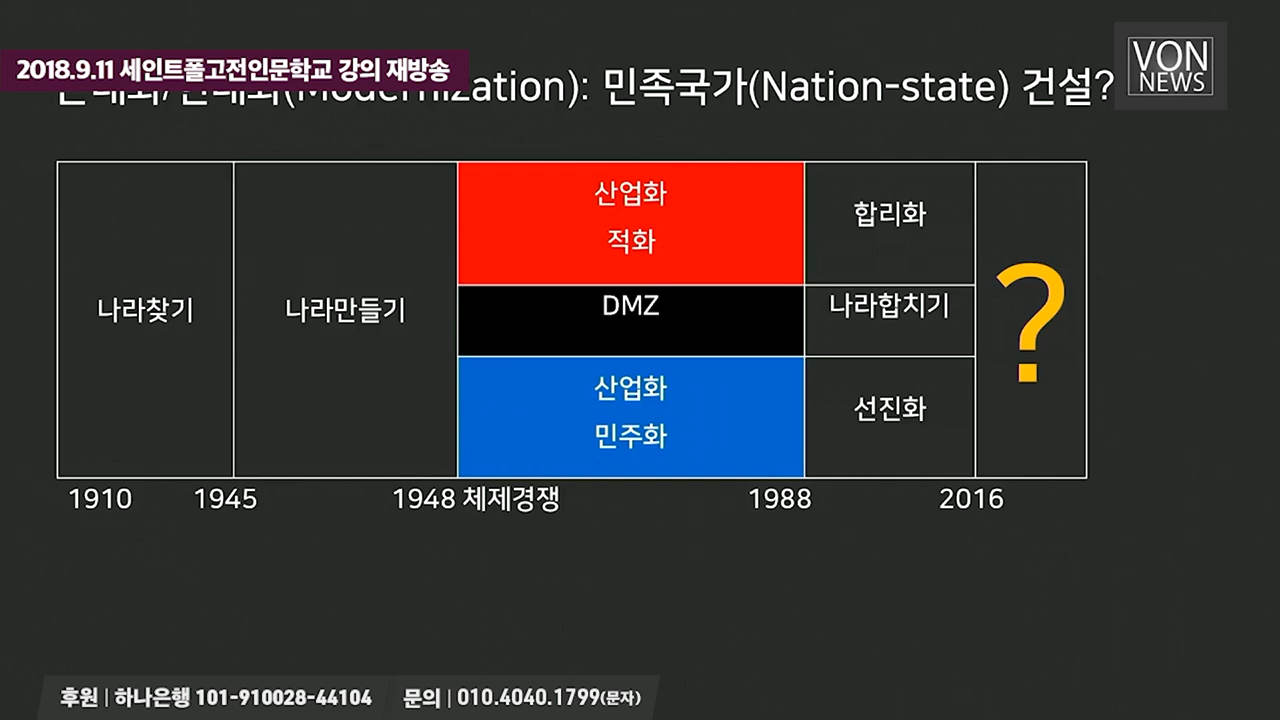 2018.9.11 세인트폴고전인문학교 강의 재방송
VON
NEWS
(Modernization): 민족국가(Nation-state) 건설?
나라찾기
나라만들기
산업화
적화
DMZ
산업화
민주화
합리화
나라합치기
선진화
?
1910
1945
1948 체제경쟁
1988
2016
후원 | 하나은행 101-910028-44104 문의 | 010.4040.1799(문자)